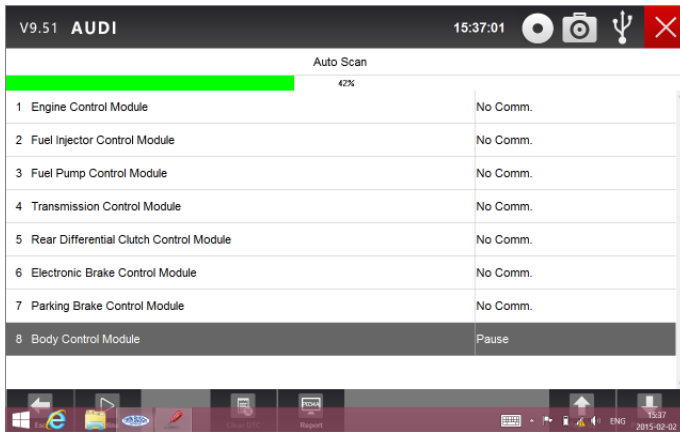 V9.51 AUDI 15:37:01
Auto Scan
42%
1 Engine Control Module No Comm.
2 Fuel Injector Control Module No Comm.
3 Fuel Pump Control Module No Comm.
4 Transmission Control Module No Comm.
5 Rear Differential Clutch Control Module No Comm.
6 Electronic Brake Control Module No Comm.
7 Parking Brake Control Module No Comm.
8 Body Control Module Pause
Clear DTC Report
ENG 15:37
2015-02-02